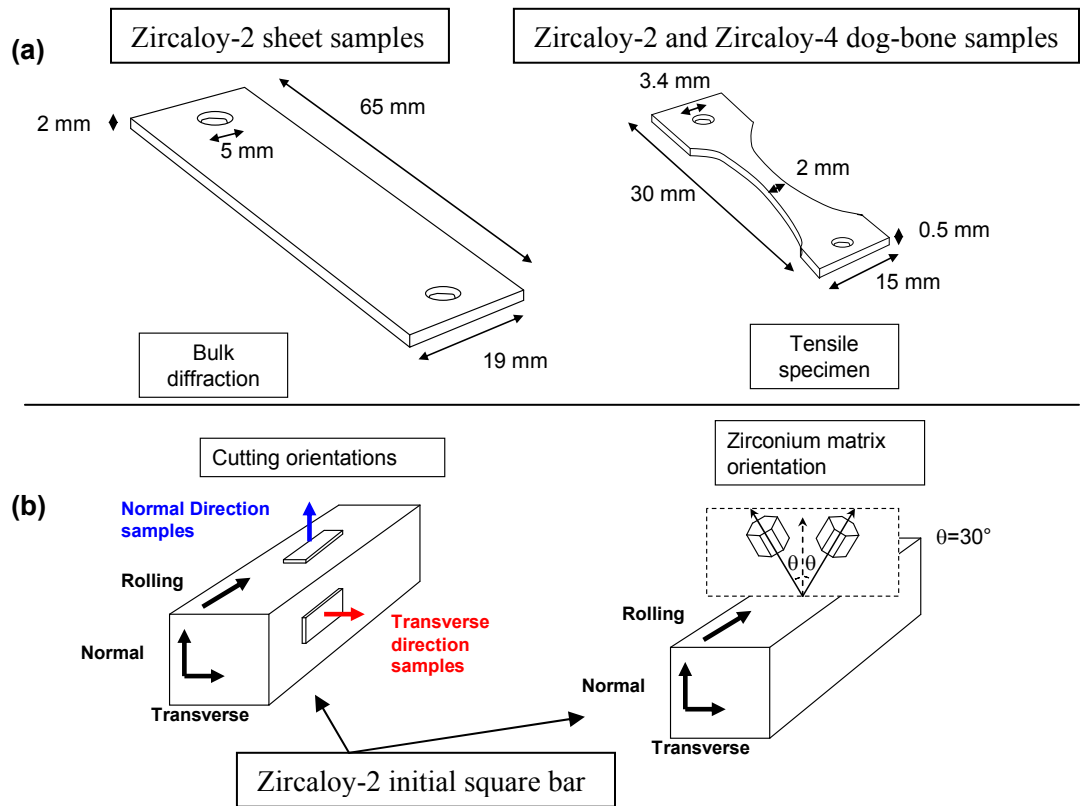 (a)
Zircaloy-2 sheet samples
Zircaloy-2 and Zircaloy-4 dog-bone samples
2 mm
5 mm
65 mm
19 mm
Bulk
diffraction
3.4 mm
30 mm
2 mm
0.5 mm
15 mm
Tensile
specimen
(b)
Cutting orientations
Normal Direction
samples
Rolling
Normal
Transverse
Transverse
direction
samples
Zirconium matrix
orientation
θ θ
θ=30°
Rolling
Normal
Transverse
Zircaloy-2 initial square bar